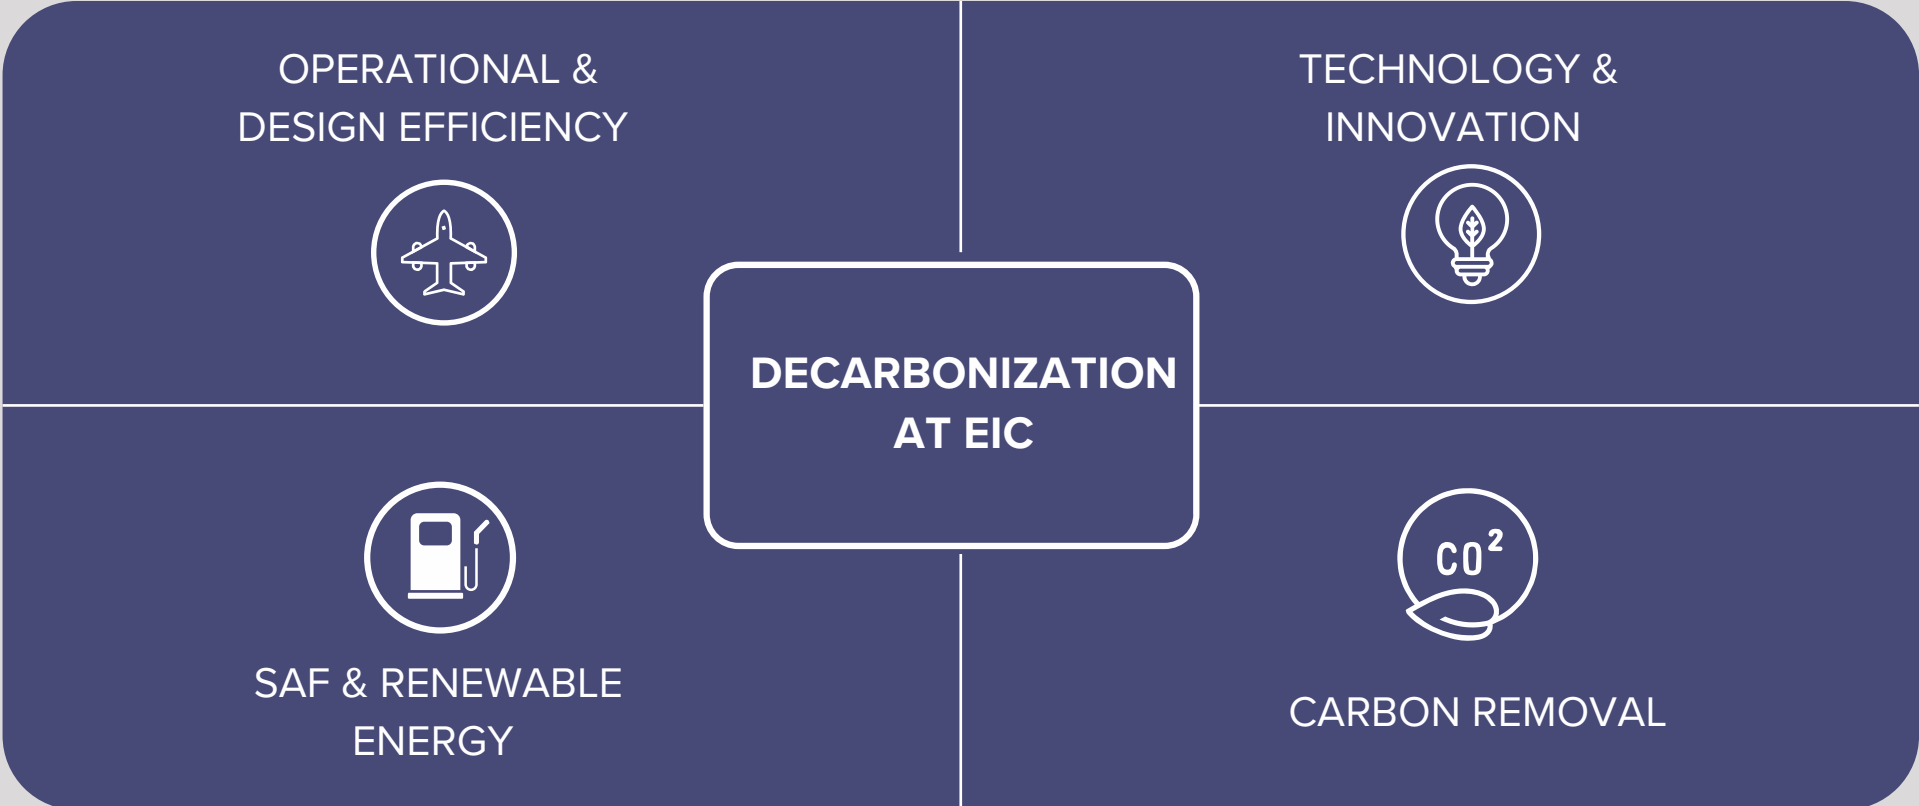 OPERATIONAL &
DESIGN EFFICIENCY
TECHNOLOGY &
INNOVATION
DECARBONIZATION
AT EIC
SAF & RENEWABLE
ENERGY
CO²
CARBON REMOVAL